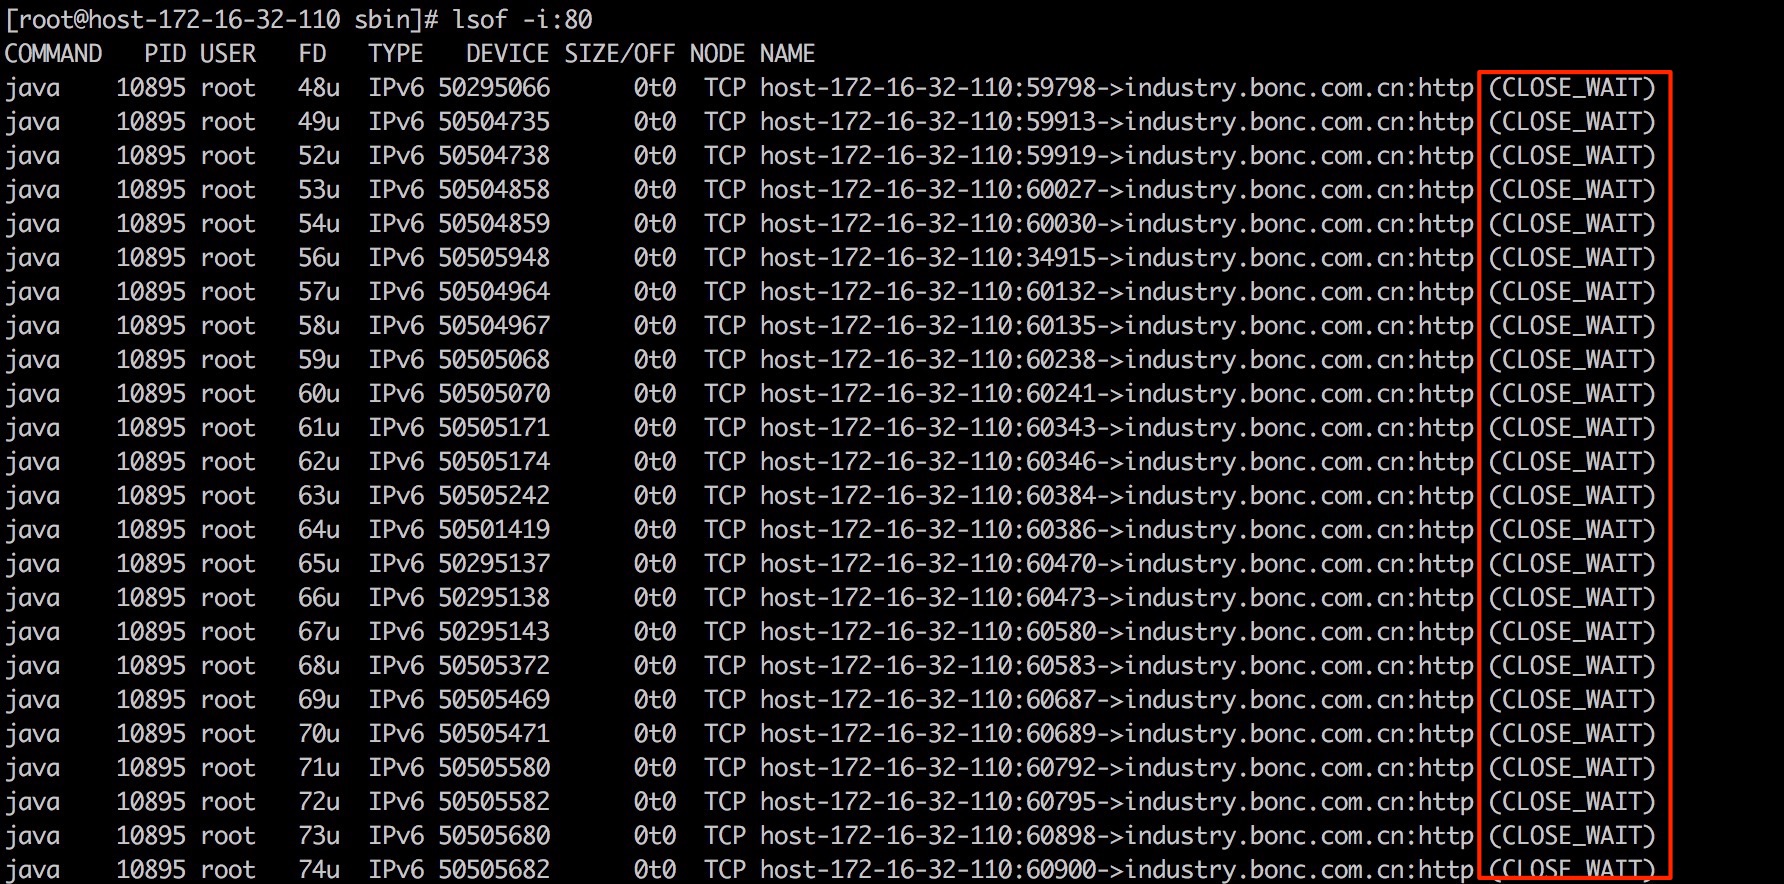 [root@host-172-16-32-110 sbin]# lsof -i:80
COMMAND   PID USER   FD   TYPE   DEVICE SIZE/OFF NODE NAME
java    10895 root   48u  IPv6 50295066      0t0  TCP host-172-16-32-110:59798->industry.bonc.com.cn:http (CLOSE_WAIT)
java    10895 root   49u  IPv6 50504735      0t0  TCP host-172-16-32-110:59913->industry.bonc.com.cn:http (CLOSE_WAIT)
java    10895 root   52u  IPv6 50504738      0t0  TCP host-172-16-32-110:59919->industry.bonc.com.cn:http (CLOSE_WAIT)
java    10895 root   53u  IPv6 50504858      0t0  TCP host-172-16-32-110:60027->industry.bonc.com.cn:http (CLOSE_WAIT)
java    10895 root   54u  IPv6 50504859      0t0  TCP host-172-16-32-110:60030->industry.bonc.com.cn:http (CLOSE_WAIT)
java    10895 root   56u  IPv6 50505948      0t0  TCP host-172-16-32-110:34915->industry.bonc.com.cn:http (CLOSE_WAIT)
java    10895 root   57u  IPv6 50504964      0t0  TCP host-172-16-32-110:60132->industry.bonc.com.cn:http (CLOSE_WAIT)
java    10895 root   58u  IPv6 50504967      0t0  TCP host-172-16-32-110:60135->industry.bonc.com.cn:http (CLOSE_WAIT)
java    10895 root   59u  IPv6 50505068      0t0  TCP host-172-16-32-110:60238->industry.bonc.com.cn:http (CLOSE_WAIT)
java    10895 root   60u  IPv6 50505070      0t0  TCP host-172-16-32-110:60241->industry.bonc.com.cn:http (CLOSE_WAIT)
java    10895 root   61u  IPv6 50505171      0t0  TCP host-172-16-32-110:60343->industry.bonc.com.cn:http (CLOSE_WAIT)
java    10895 root   62u  IPv6 50505174      0t0  TCP host-172-16-32-110:60346->industry.bonc.com.cn:http (CLOSE_WAIT)
java    10895 root   63u  IPv6 50505242      0t0  TCP host-172-16-32-110:60384->industry.bonc.com.cn:http (CLOSE_WAIT)
java    10895 root   64u  IPv6 50501419      0t0  TCP host-172-16-32-110:60386->industry.bonc.com.cn:http (CLOSE_WAIT)
java    10895 root   65u  IPv6 50295137      0t0  TCP host-172-16-32-110:60470->industry.bonc.com.cn:http (CLOSE_WAIT)
java    10895 root   66u  IPv6 50295138      0t0  TCP host-172-16-32-110:60473->industry.bonc.com.cn:http (CLOSE_WAIT)
java    10895 root   67u  IPv6 50295143      0t0  TCP host-172-16-32-110:60580->industry.bonc.com.cn:http (CLOSE_WAIT)
java    10895 root   68u  IPv6 50505372      0t0  TCP host-172-16-32-110:60583->industry.bonc.com.cn:http (CLOSE_WAIT)
java    10895 root   69u  IPv6 50505469      0t0  TCP host-172-16-32-110:60687->industry.bonc.com.cn:http (CLOSE_WAIT)
java    10895 root   70u  IPv6 50505471      0t0  TCP host-172-16-32-110:60689->industry.bonc.com.cn:http (CLOSE_WAIT)
java    10895 root   71u  IPv6 50505580      0t0  TCP host-172-16-32-110:60792->industry.bonc.com.cn:http (CLOSE_WAIT)
java    10895 root   72u  IPv6 50505582      0t0  TCP host-172-16-32-110:60795->industry.bonc.com.cn:http (CLOSE_WAIT)
java    10895 root   73u  IPv6 50505680      0t0  TCP host-172-16-32-110:60898->industry.bonc.com.cn:http (CLOSE_WAIT)
java    10895 root   74u  IPv6 50505682      0t0  TCP host-172-16-32-110:60900->industry.bonc.com.cn:http (CLOSE_WAIT)